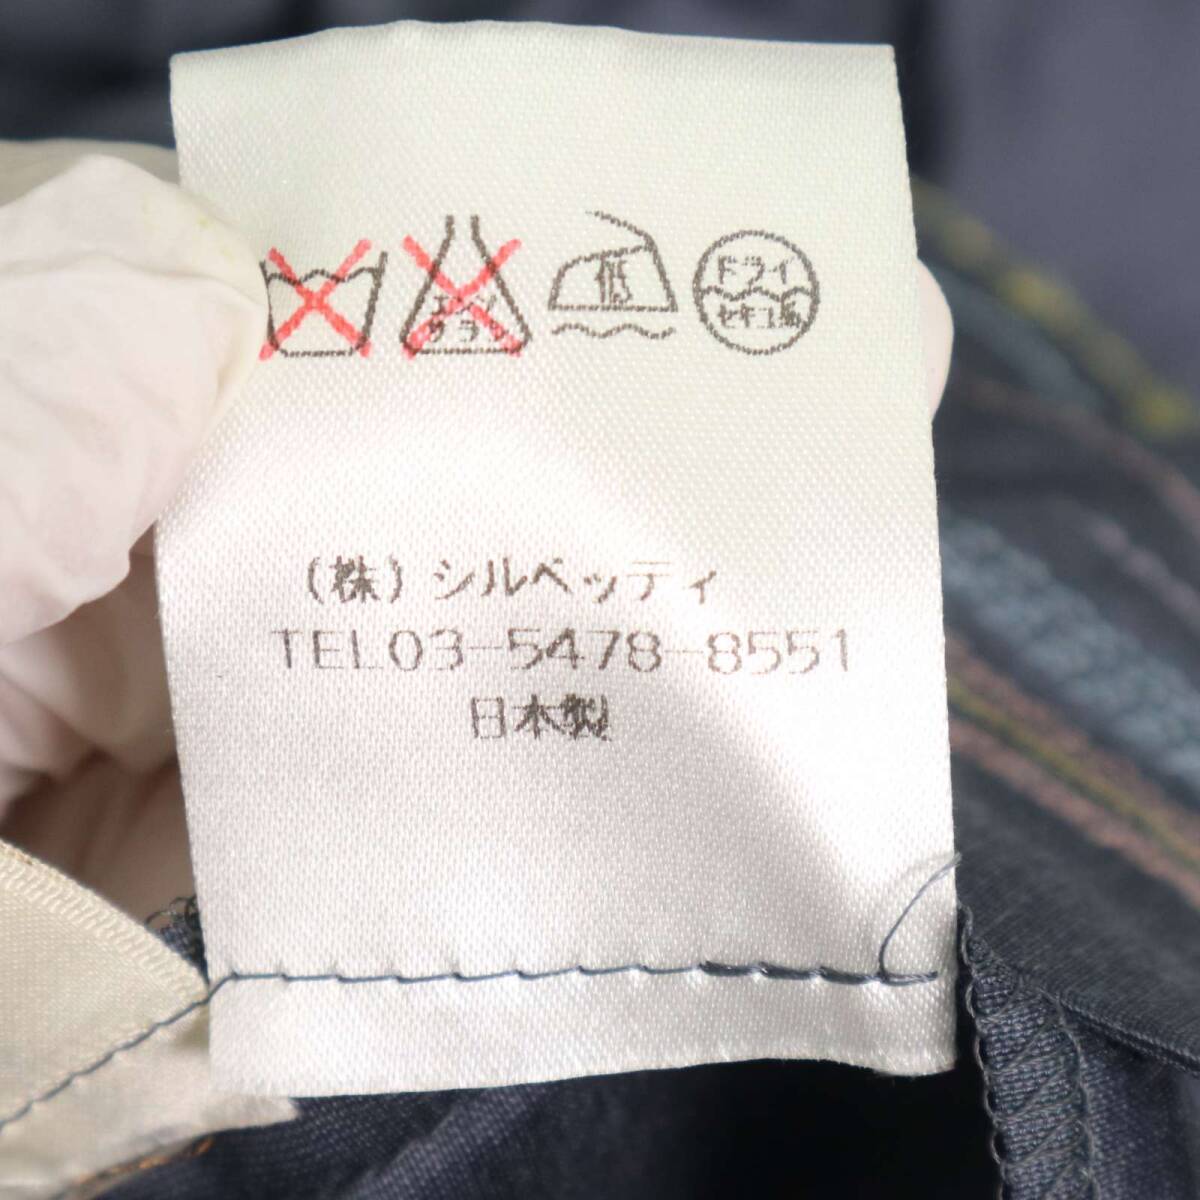 エンソ
サラシ
中
ドライ
セキユ系
(株)シルベッティ
TEL03-5478-8551
日本製